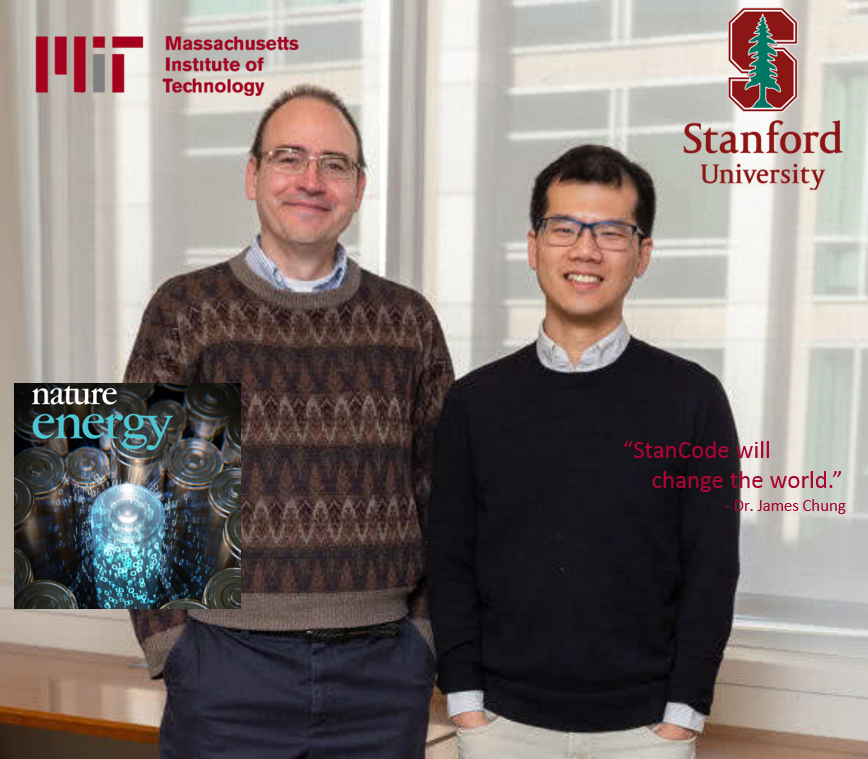 MIT
Massachusetts
Institute of
Technology
S
Stanford
University
nature
energy
“StanCode will
change the world.”
- Dr. James Chung